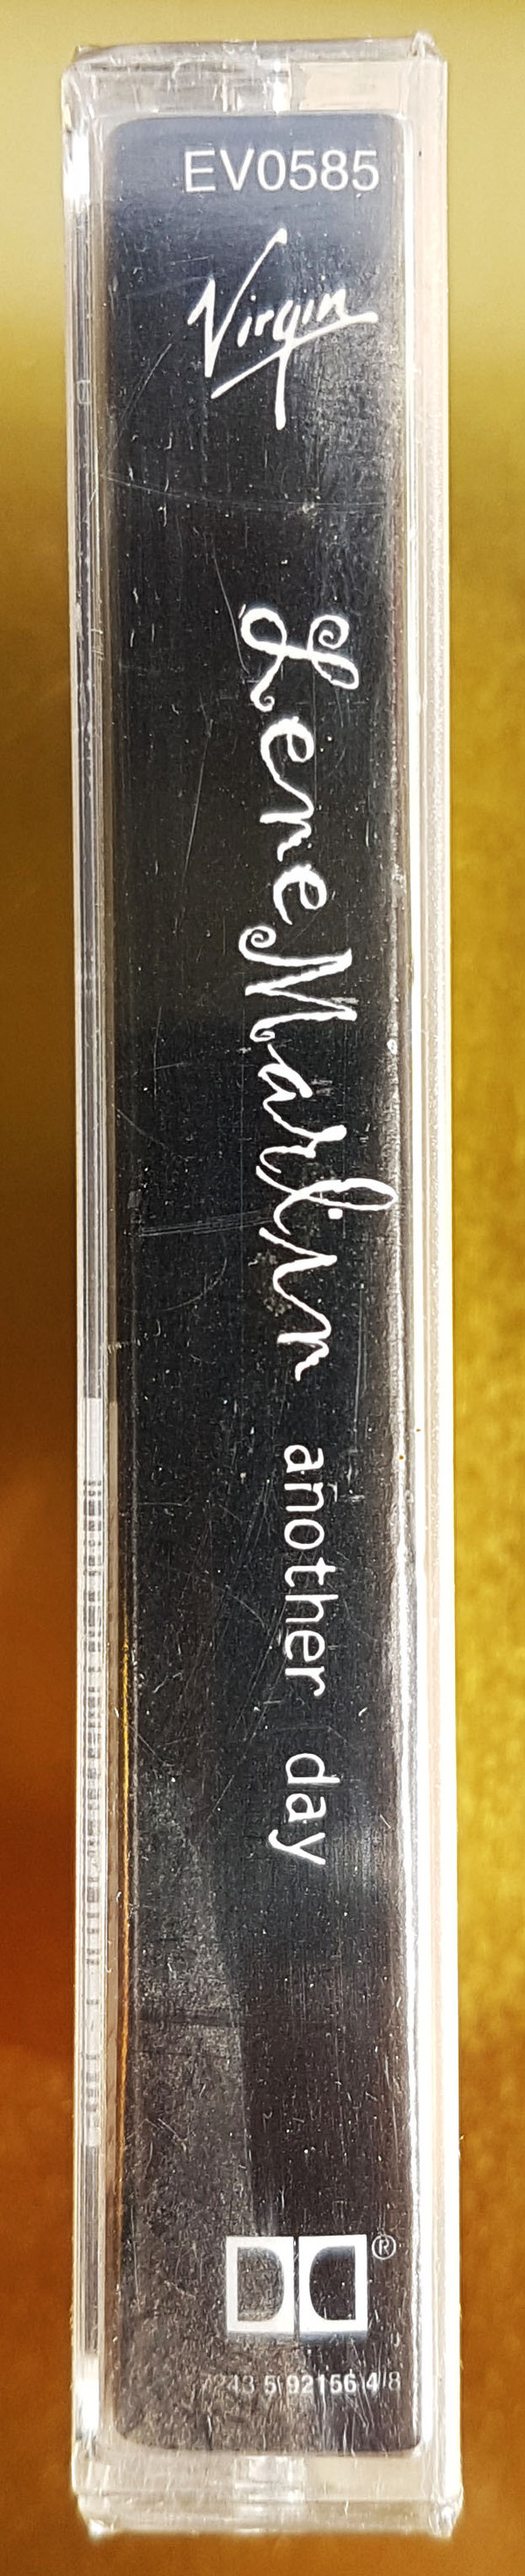 EV0585
Virgin
Lene Marlin another day
®
7243 5 92156 4 8